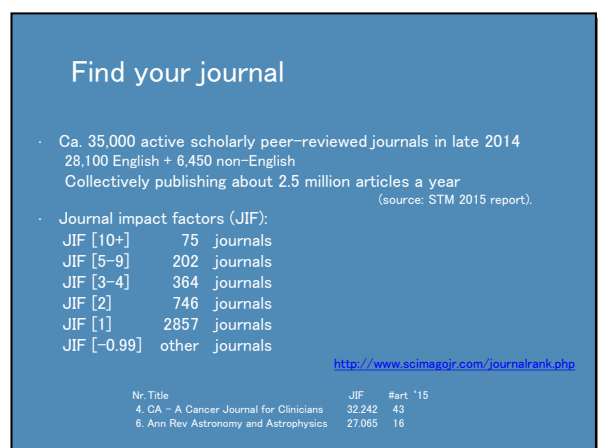 Find your journal
· Ca. 35,000 active scholarly peer-reviewed journals in late 2014
28,100 English + 6,450 non-English
Collectively publishing about 2.5 million articles a year
(source: STM 2015 report).
· Journal impact factors (JIF):
JIF [10+] 75 journals
JIF [5-9] 202 journals
JIF [3-4] 364 journals
JIF [2] 746 journals
JIF [1] 2857 journals
JIF [-0.99] other journals
http://www.scimagojr.com/journalrank.php
Nr. Title JIF #art '15
4. CA - A Cancer Journal for Clinicians 32.242 43
6. Ann Rev Astronomy and Astrophysics 27.065 16